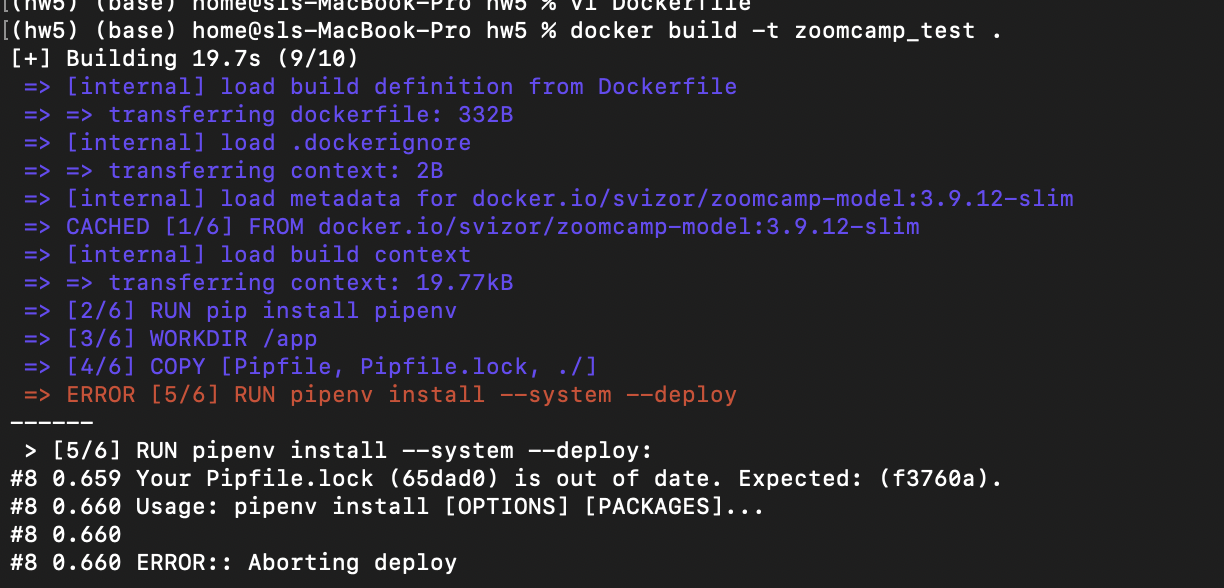 [(hw5) (base) home@sls-MacBook-Pro hw5 % vi Dockerfile
[(hw5) (base) home@sls-MacBook-Pro hw5 % docker build -t zoomcamp_test .
[+] Building 19.7s (9/10)
=> [internal] load build definition from Dockerfile
=> => transferring dockerfile: 332B
=> [internal] load .dockerignore
=> => transferring context: 2B
=> [internal] load metadata for docker.io/svizor/zoomcamp-model:3.9.12-slim
=> CACHED [1/6] FROM docker.io/svizor/zoomcamp-model:3.9.12-slim
=> [internal] load build context
=> => transferring context: 19.77kB
=> [2/6] RUN pip install pipenv
=> [3/6] WORKDIR /app
=> [4/6] COPY [Pipfile, Pipfile.lock, ./]
=> ERROR [5/6] RUN pipenv install --system --deploy
------
> [5/6] RUN pipenv install --system --deploy:
#8 0.659 Your Pipfile.lock (65dad0) is out of date. Expected: (f3760a).
#8 0.660 Usage: pipenv install [OPTIONS] [PACKAGES]...
#8 0.660
#8 0.660 ERROR:: Aborting deploy